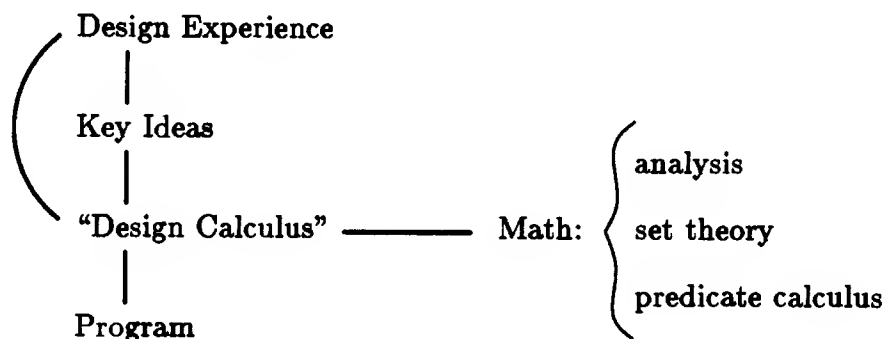 Design Experience
Key Ideas
“Design Calculus”
Program
Math:
analysis
set theory
predicate calculus